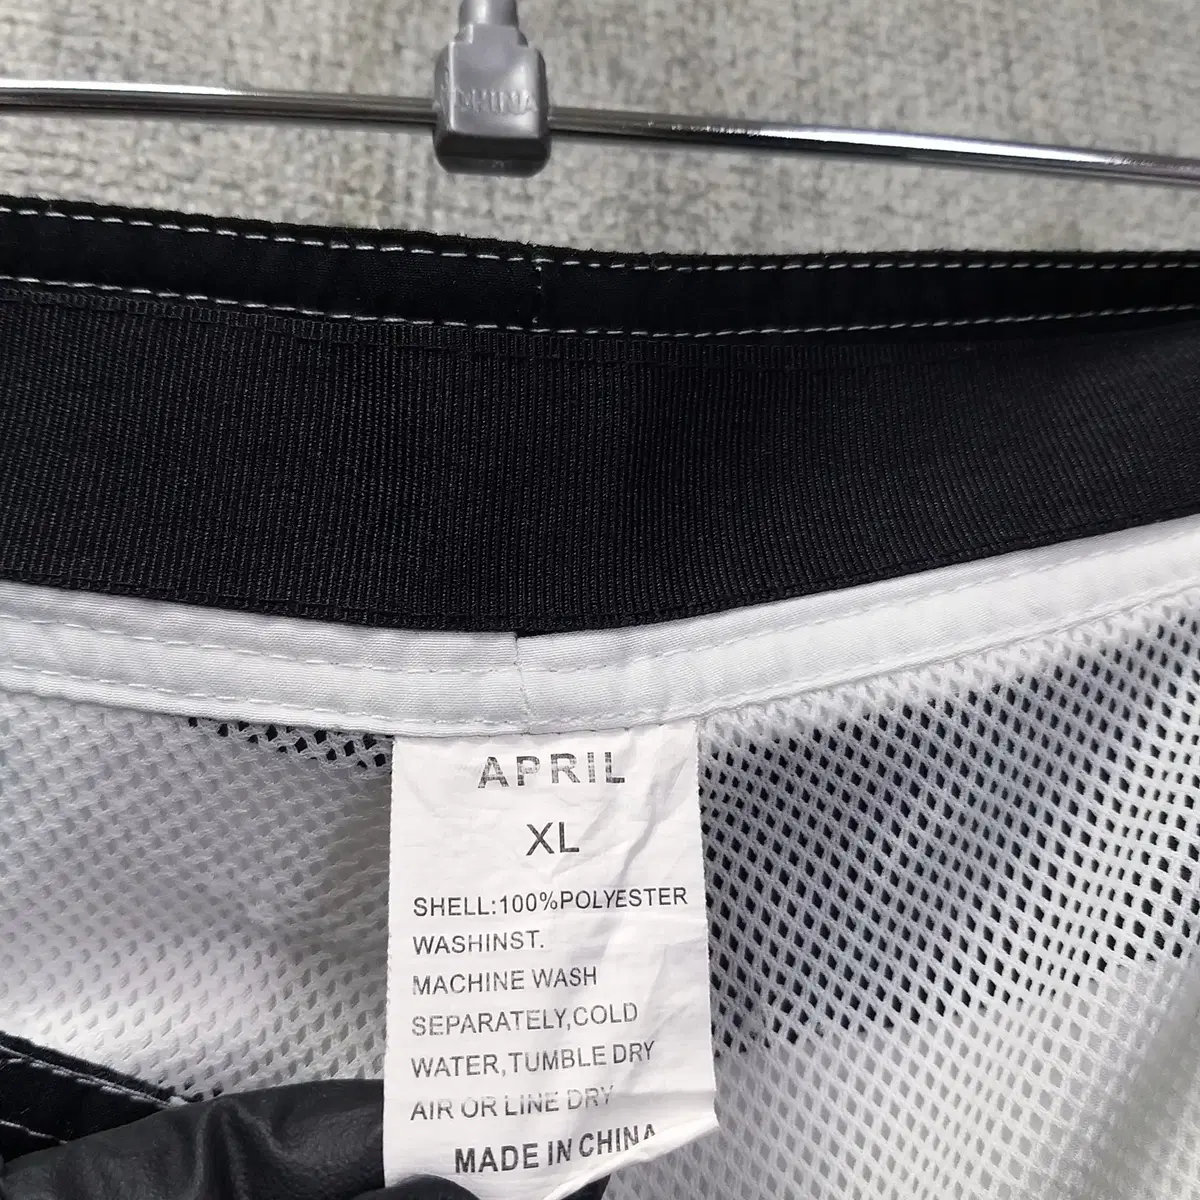 CHINA
APRIL
XL
SHELL:100%POLYESTER
WASHINST.
MACHINE WASH
SEPARATELY,COLD
WATER,TUMBLE DRY
AIR OR LINE DRY
MADE IN CHINA